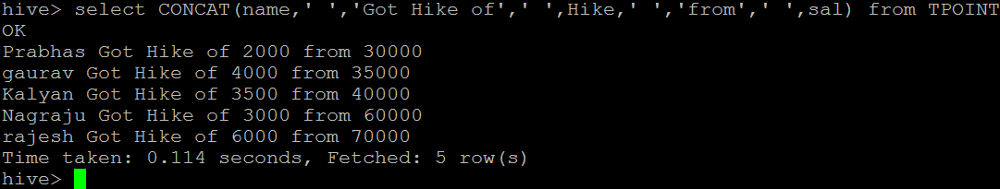 hive> select CONCAT(name,' ','Got Hike of',' ',Hike,' ','from',' ',sal) from TPOINT
OK
Prabhas Got Hike of 2000 from 30000
gaurav Got Hike of 4000 from 35000
Kalyan Got Hike of 3500 from 40000
Nagraju Got Hike of 3000 from 60000
rajesh Got Hike of 6000 from 70000
Time taken: 0.114 seconds, Fetched: 5 row(s)
hive>